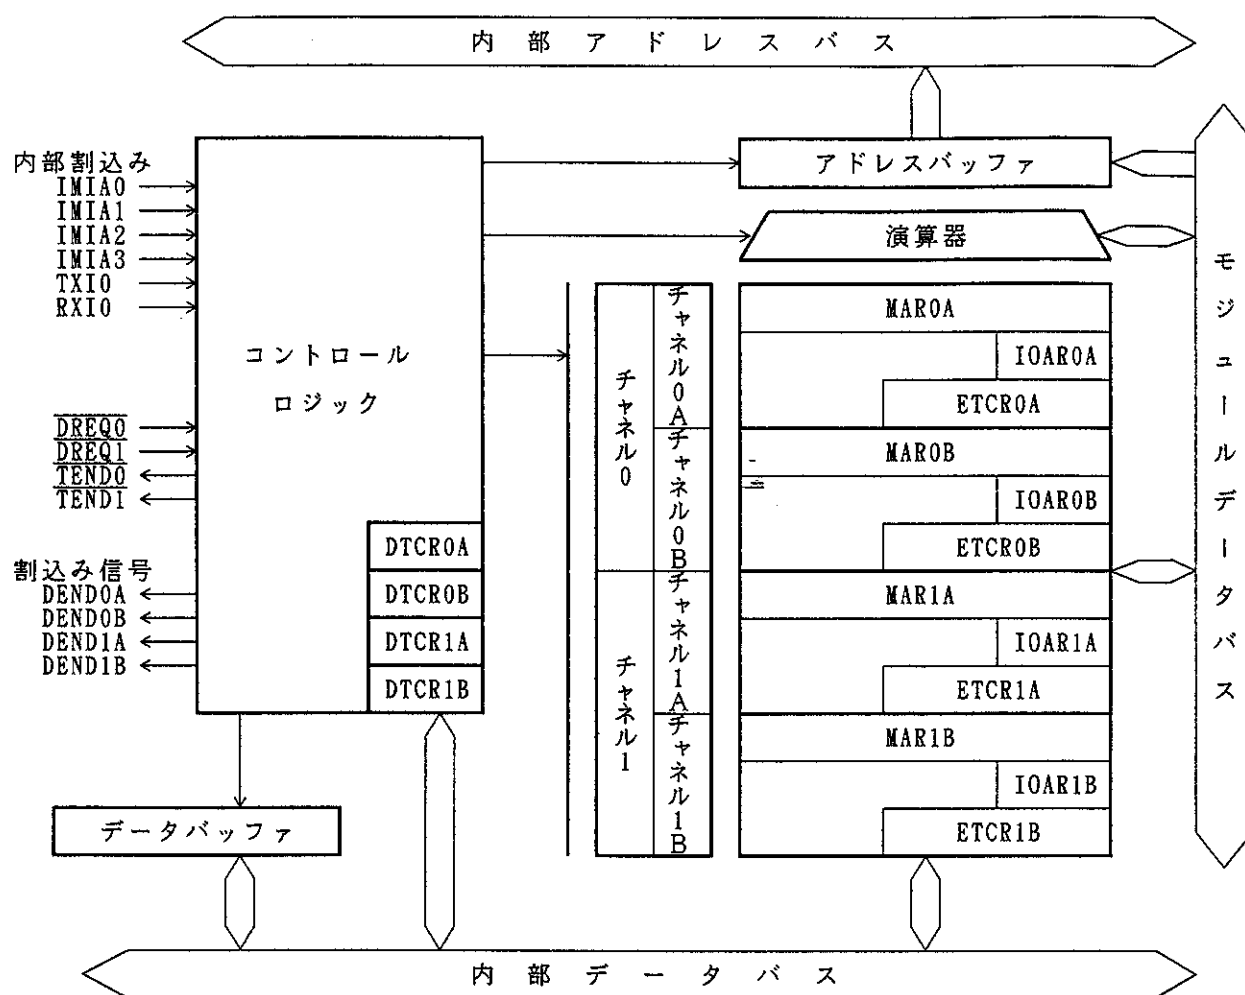 内部アドレスバス
アドレスバッファ
内部割込み
IMIA0
IMIA1
IMIA2
IMIA3
TXI0
RXI0
演算器
コントロール
ロジック
DREQ0
DREQ1
TEND0
TEND1
割込み信号
DEND0A
DEND0B
DEND1A
DEND1B
DTCR0A
DTCR0B
DTCR1A
DTCR1B
データバッファ
チャネル0
チャネル1
チャネル0A
チャネル0B
チャネル1A
チャネル1B
MAR0A
IOAR0A
ETCR0A
MAR0B
IOAR0B
ETCR0B
MAR1A
IOAR1A
ETCR1A
MAR1B
IOAR1B
ETCR1B
モジュールデータバス
内部データバス